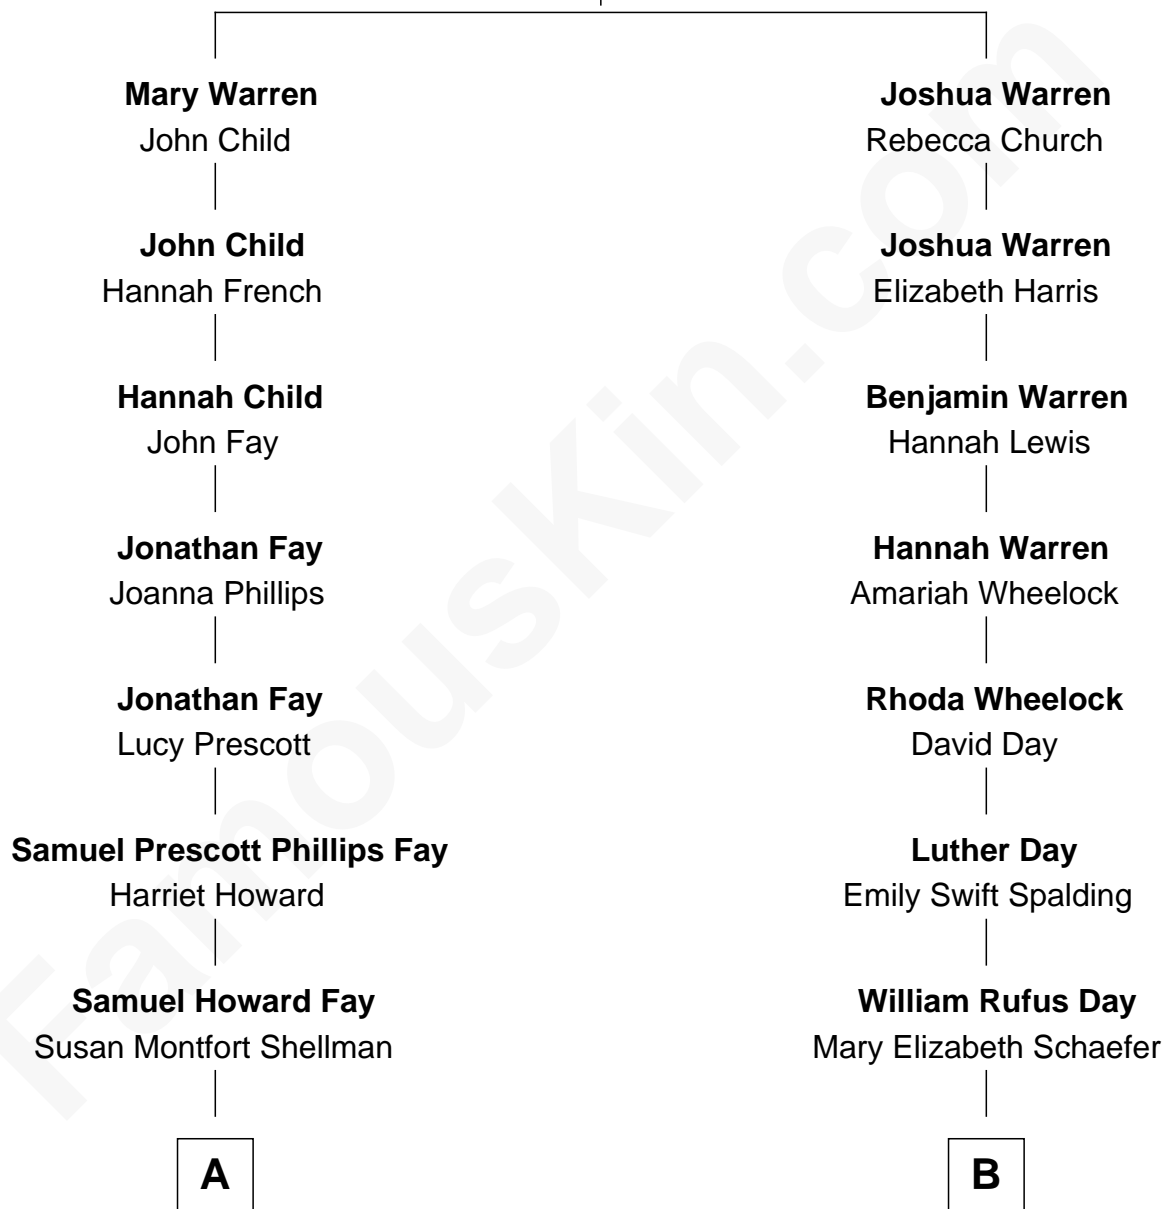 Mary Warren
John Child
John Child
Hannah French
Hannah Child
John Fay
Jonathan Fay
Joanna Phillips
Jonathan Fay
Lucy Prescott
Samuel Prescott Phillips Fay
Harriet Howard
Samuel Howard Fay
Susan Montfort Shellman
A
Joshua Warren
Rebecca Church
Joshua Warren
Elizabeth Harris
Benjamin Warren
Hannah Lewis
Hannah Warren
Amariah Wheelock
Rhoda Wheelock
David Day
Luther Day
Emily Swift Spalding
William Rufus Day
Mary Elizabeth Schaefer
B
FamousKin.com